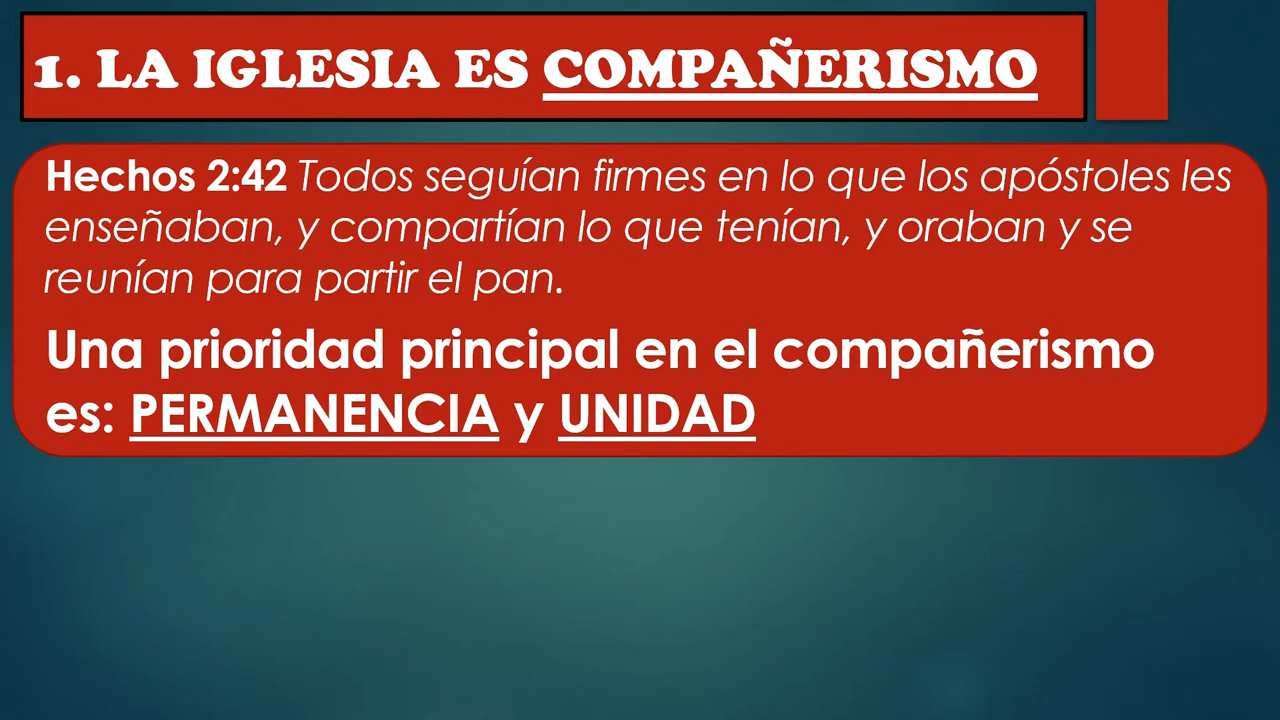 1. LA IGLESIA ES COMPAÑERISMO
Hechos 2:42 Todos seguían firmes en lo que los apóstoles les
enseñaban, y compartían lo que tenían, y oraban y se
reunían para partir el pan.
Una prioridad principal en el compañerismo
es: PERMANENCIA y UNIDAD